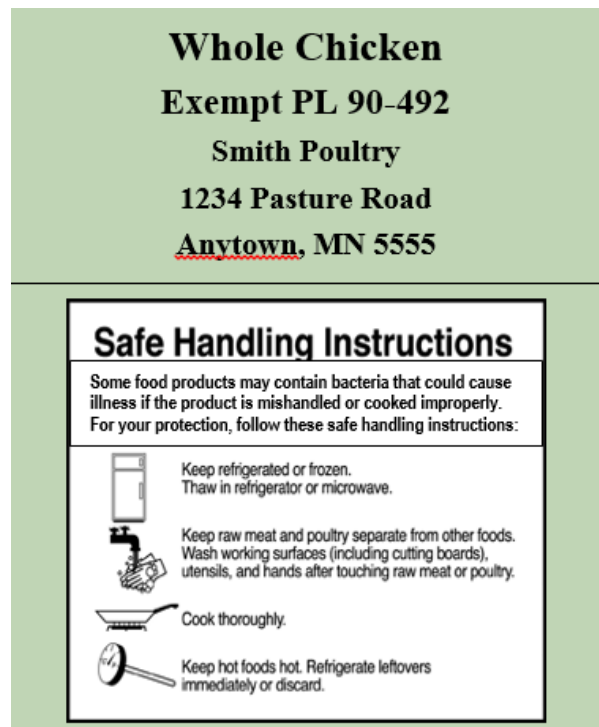 Whole Chicken
Exempt PL 90-492
Smith Poultry
1234 Pasture Road
Anytown, MN 5555
Safe Handling Instructions
Some food products may contain bacteria that could cause
illness if the product is mishandled or cooked improperly.
For your protection, follow these safe handling instructions:
Keep refrigerated or frozen.
Thaw in refrigerator or microwave.
Keep raw meat and poultry separate from other foods.
Wash working surfaces (including cutting boards),
utensils, and hands after touching raw meat or poultry.
Cook thoroughly.
Keep hot foods hot. Refrigerate leftovers
immediately or discard.